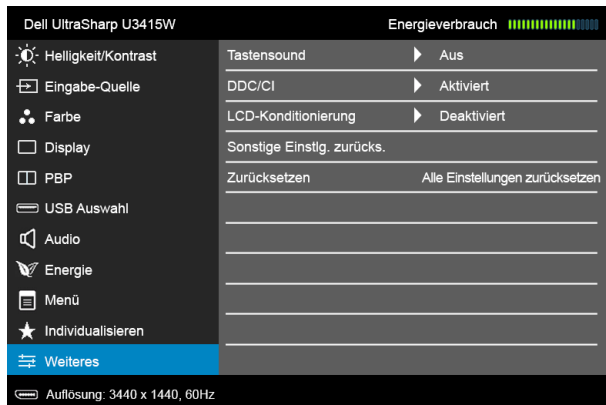 Dell UltraSharp U3415W Energieverbrauch
Helligkeit/Kontrast Tastensound Aus
Eingabe-Quelle DDC/CI Aktiviert
Farbe LCD-Konditionierung Deaktiviert
Display Sonstige Einstlg. zurücks.
PBP Zurücksetzen Alle Einstellungen zurücksetzen
USB Auswahl
Audio
Energie
Menü
Individualisieren
Weiteres
Auflösung: 3440 x 1440, 60Hz